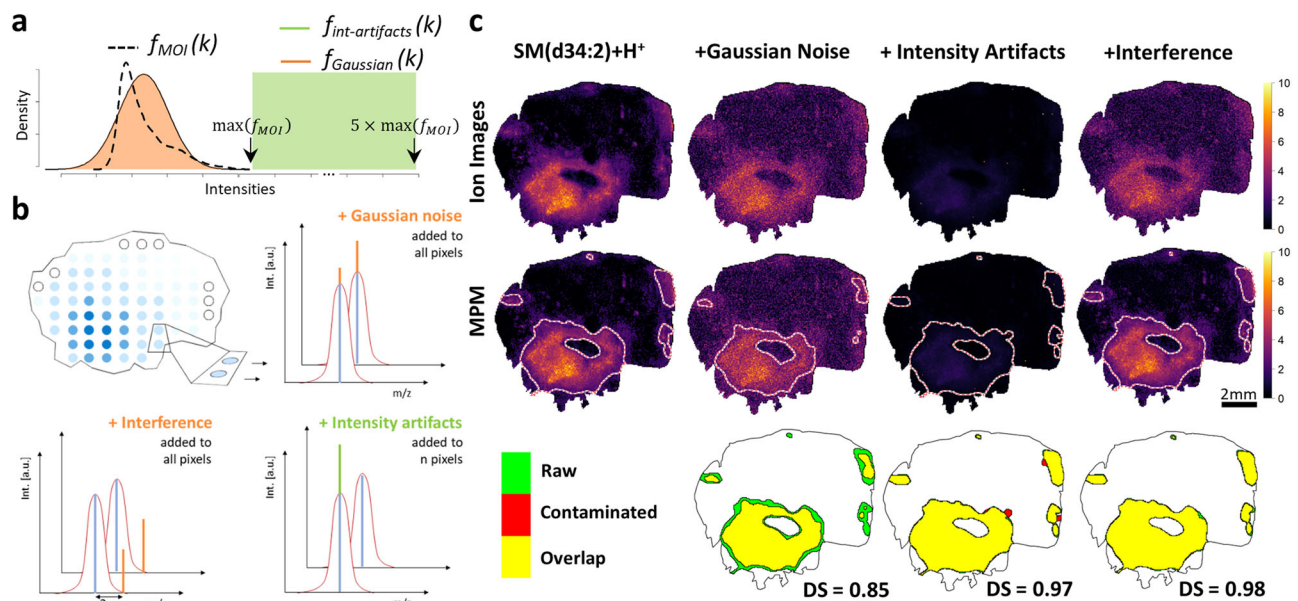 a
f_MOI(k)
f_int-artifacts(k)
f_Gaussian(k)
Density
max(f_MOI)
5 × max(f_MOI)
...
Intensities
b
+ Gaussian noise
added to
all pixels
Int. [a.u.]
m/z
+ Interference
added to
all pixels
Int. [a.u.]
+ Intensity artifacts
added to
n pixels
Int. [a.u.]
m/z
c
SM(d34:2)+H⁺
+Gaussian Noise
+ Intensity Artifacts
+Interference
Ion Images
10
8
6
4
2
0
MPM
10
8
6
4
2
0
2mm
Raw
Contaminated
Overlap
DS = 0.85
DS = 0.97
DS = 0.98